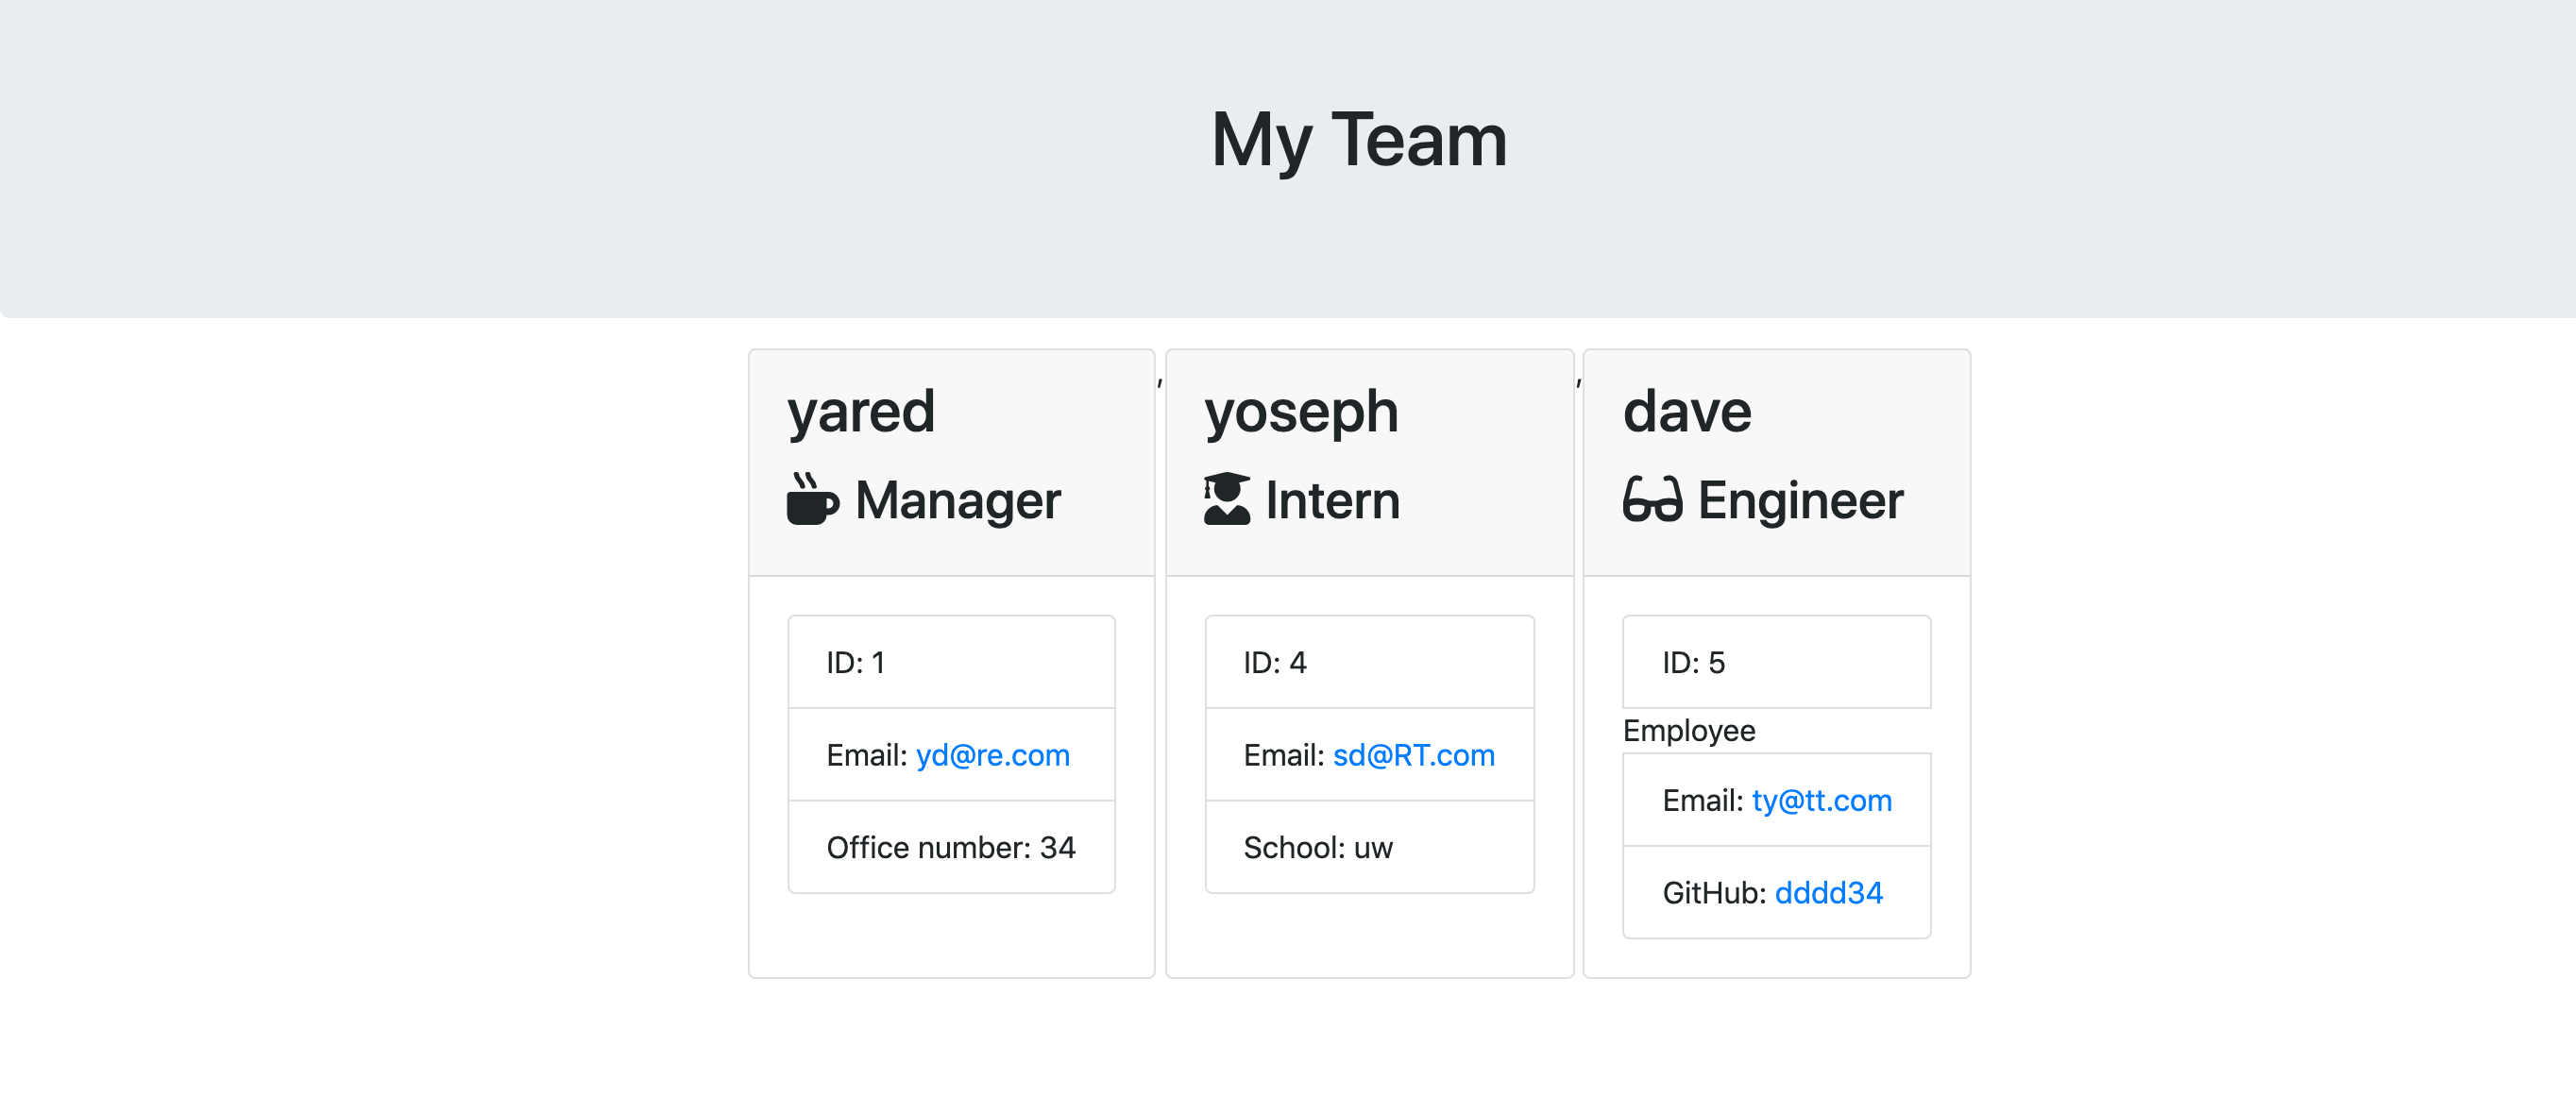 My Team
yared
Manager
ID: 1
Email: yd@re.com
Office number: 34
,
yoseph
Intern
ID: 4
Email: sd@RT.com
School: uw
,
dave
Engineer
ID: 5
Employee
Email: ty@tt.com
GitHub: dddd34